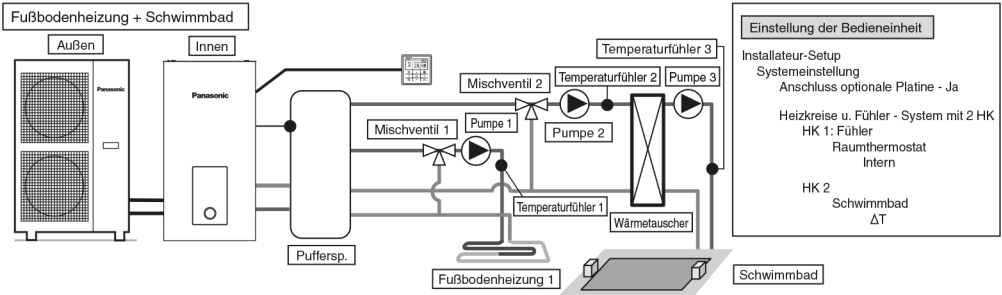 Fußbodenheizung + Schwimmbad
Außen
Innen
Panasonic
Panasonic
Mischventil 1
Pumpe 1
Mischventil 2
Temperaturfühler 2
Pumpe 2
Temperaturfühler 3
Pumpe 3
Temperaturfühler 1
Wärmetauscher
Puffersp.
Fußbodenheizung 1
Schwimmbad
Einstellung der Bedieneinheit
Installateur-Setup
Systemeinstellung
Anschluss optionale Platine - Ja
Heizkreise u. Fühler - System mit 2 HK
HK 1: Fühler
Raumthermostat
Intern
HK 2
Schwimmbad
ΔT